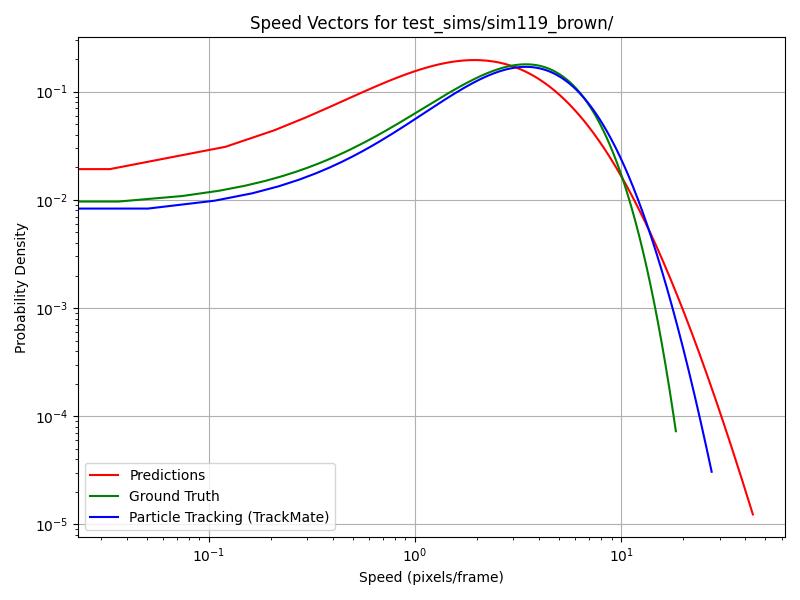 Speed Vectors for test_sims/sim119_brown/
Probability Density
10⁻¹
10⁻²
10⁻³
10⁻⁴
10⁻⁵
Predictions
Ground Truth
Particle Tracking (TrackMate)
10⁻¹ 10⁰ 10¹
Speed (pixels/frame)